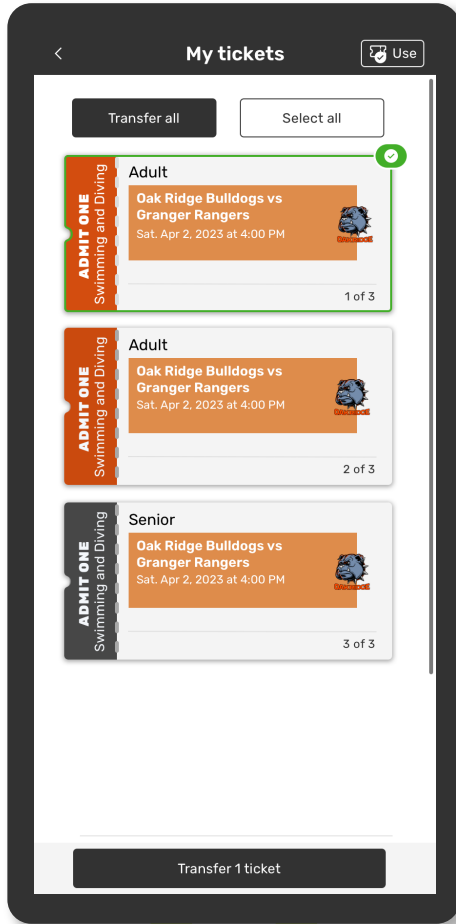 My tickets
Use
Transfer all
Select all
ADMIT ONE
Swimming and Diving
Adult
Oak Ridge Bulldogs vs
Granger Rangers
Sat. Apr 2, 2023 at 4:00 PM
1 of 3
ADMIT ONE
Swimming and Diving
Adult
Oak Ridge Bulldogs vs
Granger Rangers
Sat. Apr 2, 2023 at 4:00 PM
2 of 3
ADMIT ONE
Swimming and Diving
Senior
Oak Ridge Bulldogs vs
Granger Rangers
Sat. Apr 2, 2023 at 4:00 PM
3 of 3
Transfer 1 ticket